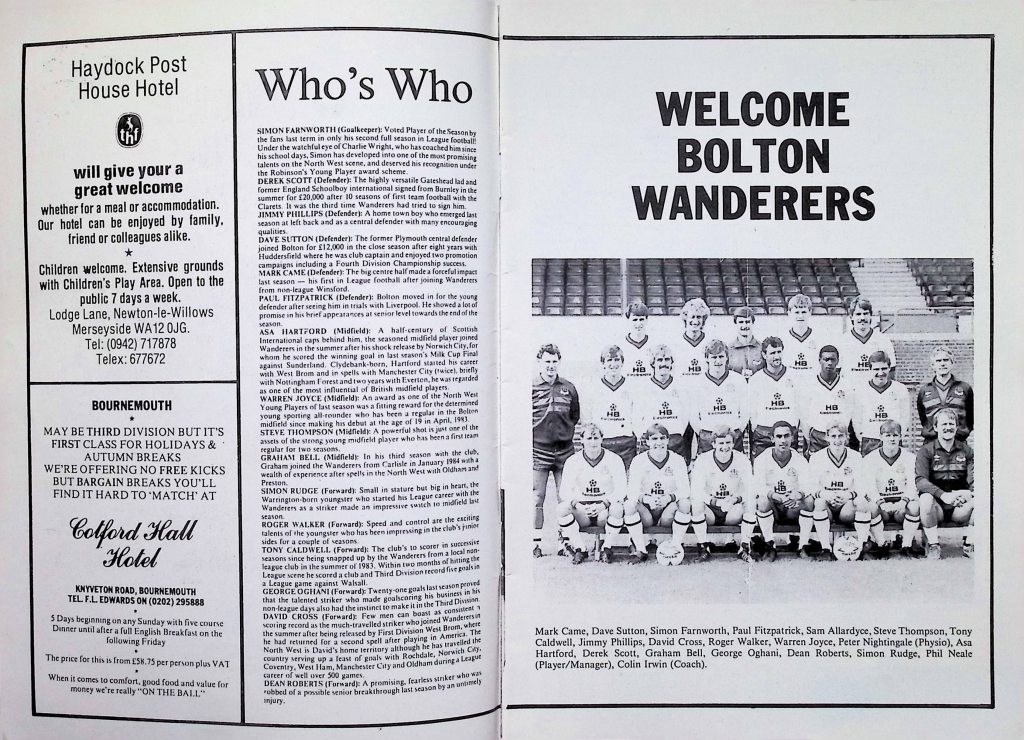 Haydock Post
House Hotel
thf
will give your a
great welcome
whether for a meal or accommodation.
Our hotel can be enjoyed by family,
friend or colleagues alike.
★
Children welcome. Extensive grounds
with Children's Play Area. Open to the
public 7 days a week.
Lodge Lane, Newton-le-Willows
Merseyside WA12 0JG.
Tel: (0942) 717878
Telex: 677672
BOURNEMOUTH
MAY BE THIRD DIVISION BUT IT'S
FIRST CLASS FOR HOLIDAYS &
AUTUMN BREAKS
WE'RE OFFERING NO FREE KICKS
BUT BARGAIN BREAKS YOU'LL
FIND IT HARD TO 'MATCH' AT
Cotford Hall
Hotel
KNYVETON ROAD, BOURNEMOUTH
TEL. F.L. EDWARDS ON (0202) 295888
5 Days beginning on any Sunday with five course
Dinner until after a full English Breakfast on the
following Friday
The price for this is from £58.75 per person plus VAT
When it comes to comfort, good food and value for
money we're really "ON THE BALL"
Who's Who
SIMON FARNWORTH (Goalkeeper): Voted Player of the Season by
the fans last term in only his second full season in League football!
Under the watchful eye of Charlie Wright, who has coached him since
his school days, Simon has developed into one of the most promising
talents on the North West scene, and deserved his recognition under
the Robinson's Young Player award scheme.
DEREK SCOTT (Defender): The highly versatile Gateshead lad and
former England Schoolboy international signed from Burnley in the
summer for £20,000 after 10 seasons of first team football with the
Clarets. It was the third time Wanderers had tried to sign him.
JIMMY PHILLIPS (Defender): A home town boy who emerged last
season at left back and as a central defender with many encouraging
qualities.
DAVE SUTTON (Defender): The former Plymouth central defender
joined Bolton for £12,000 in the close season after eight years with
Huddersfield where he was club captain and enjoyed two promotion
campaigns including a Fourth Division Championship success.
MARK CAME (Defender): The big centre half made a forceful impact
last season — his first in League football after joining Wanderers
from non-league Winsford.
PAUL FITZPATRICK (Defender): Bolton moved in for the young
defender after seeing him in trials with Liverpool. He showed a lot of
promise in his brief appearances at senior level towards the end of the
season.
ASA HARTFORD (Midfield): A half-century of Scottish
International caps behind him, the seasoned midfield player joined
Wanderers in the summer after his shock release by Norwich City, for
whom he scored the winning goal in last season's Milk Cup Final
against Sunderland. Clydebank-born, Hartford started his career
with West Brom and in spells with Manchester City (twice), briefly
with Nottingham Forest and two years with Everton, he was regarded
as one of the most influential of British midfield players.
WARREN JOYCE (Midfield): An award as one of the North West
Young Players of last season was a fitting reward for the determined
young sporting all-rounder who has been a regular in the Bolton
midfield since making his debut at the age of 19 in April, 1983.
STEVE THOMPSON (Midfield): A powerful shot is just one of the
assets of the strong young midfield player who has been a first team
regular for two seasons.
GRAHAM BELL (Midfield): In his third season with the club,
Graham joined the Wanderers from Carlisle in January 1984 with a
wealth of experience after spells in the North West with Oldham and
Preston.
SIMON RUDGE (Forward): Small in stature but big in heart, the
Warrington-born youngster who started his League career with the
Wanderers as a striker made an impressive switch to midfield last
season.
ROGER WALKER (Forward): Speed and control are the exciting
talents of the youngster who has been impressing in the club's junior
sides for a couple of seasons.
TONY CALDWELL (Forward): The club's to scorer in successive
seasons since being snapped up by the Wanderers from a local non-
league club in the summer of 1983. Within two months of hitting the
League scene he scored a club and Third Division record five goals in
a League game against Walsall.
GEORGE OGHANI (Forward): Twenty-one goals last season proved
that the talented striker who made goalscoring his business in his
non-league days also had the instinct to make it in the Third Division.
DAVID CROSS (Forward): Few men can boast as consistent a
scoring record as the much-travelled striker who joined Wanderers in
the summer after being released by First Division West Brom, where
he had returned for a second spell after playing in America. The
North West is David's home territory although he has travelled the
country serving up a feast of goals with Rochdale, Norwich City,
Coventry, West Ham, Manchester City and Oldham during a League
career of well over 500 games.
DEAN ROBERTS (Forward): A promising, fearless striker who was
robbed of a possible senior breakthrough last season by an untimely
injury.
WELCOME
BOLTON
WANDERERS
HB
HB
HB
HB
HB
HB
HB
HB
HB
HB
HB
HB
Mark Came, Dave Sutton, Simon Farnworth, Paul Fitzpatrick, Sam Allardyce, Steve Thompson, Tony
Caldwell, Jimmy Phillips, David Cross, Roger Walker, Warren Joyce, Peter Nightingale (Physio), Asa
Hartford, Derek Scott, Graham Bell, George Oghani, Dean Roberts, Simon Rudge, Phil Neale
(Player/Manager), Colin Irwin (Coach).